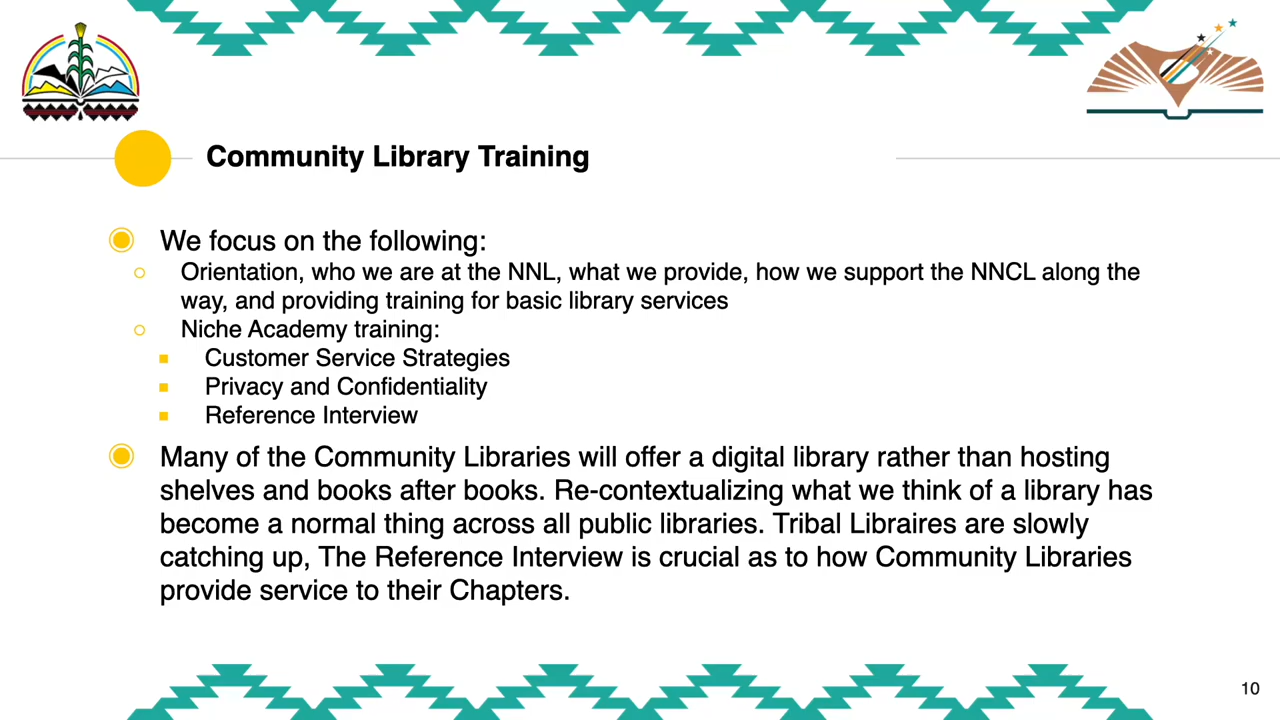 Community Library Training
We focus on the following:
Orientation, who we are at the NNL, what we provide, how we support the NNCL along the
way, and providing training for basic library services
Niche Academy training:
Customer Service Strategies
Privacy and Confidentiality
Reference Interview
Many of the Community Libraries will offer a digital library rather than hosting
shelves and books after books. Re-contextualizing what we think of a library has
become a normal thing across all public libraries. Tribal Libraires are slowly
catching up, The Reference Interview is crucial as to how Community Libraries
provide service to their Chapters.
10